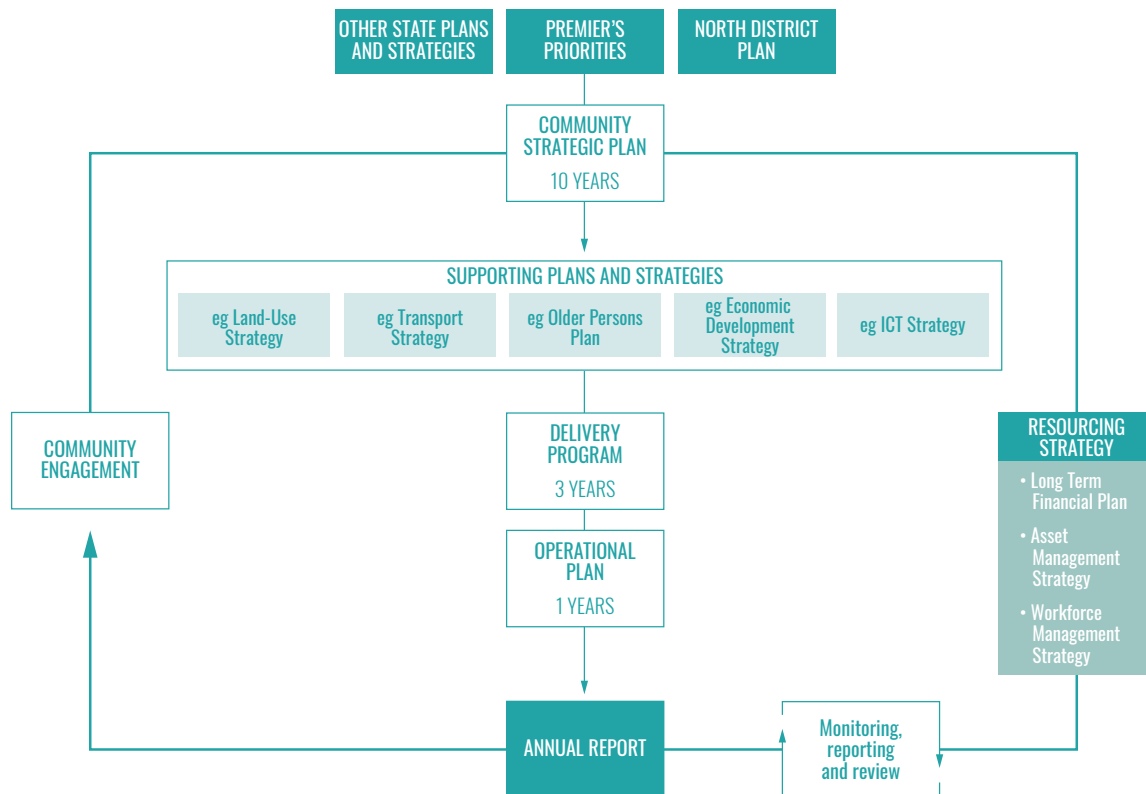 OTHER STATE PLANS
AND STRATEGIES
PREMIER'S
PRIORITIES
NORTH DISTRICT
PLAN
COMMUNITY
STRATEGIC PLAN
10 YEARS
SUPPORTING PLANS AND STRATEGIES
eg Land-Use
Strategy
eg Transport
Strategy
eg Older Persons
Plan
eg Economic
Development
Strategy
eg ICT Strategy
COMMUNITY
ENGAGEMENT
DELIVERY
PROGRAM
3 YEARS
RESOURCING
STRATEGY
• Long Term
Financial Plan
• Asset
Management
Strategy
• Workforce
Management
Strategy
OPERATIONAL
PLAN
1 YEARS
ANNUAL REPORT
Monitoring,
reporting
and review